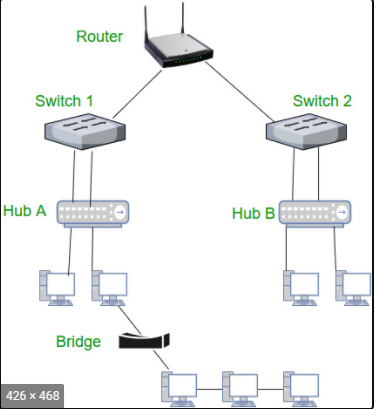 Router
Switch 1
Switch 2
Hub A
Hub B
Bridge
426 × 468